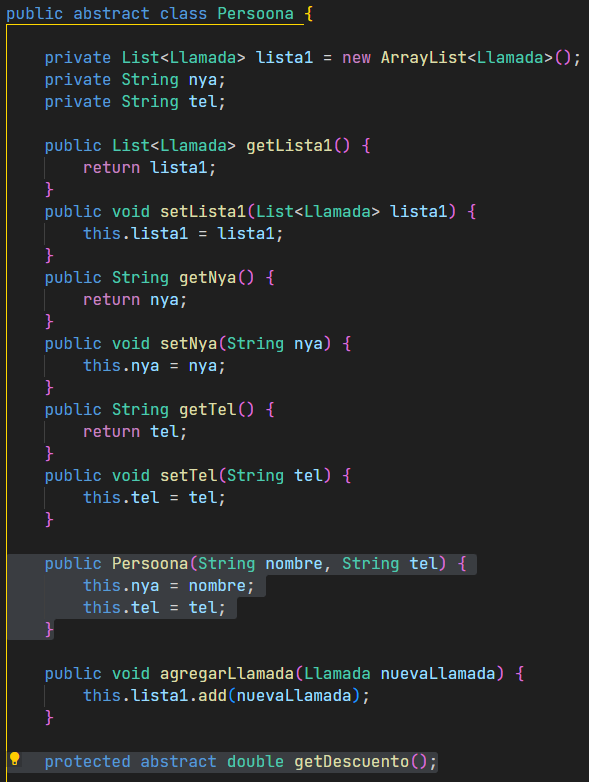 public abstract class Persoona {
private List<Llamada> lista1 = new ArrayList<Llamada>();
private String nya;
private String tel;
public List<Llamada> getLista1() {
return lista1;
}
public void setLista1(List<Llamada> lista1) {
this.lista1 = lista1;
}
public String getNya() {
return nya;
}
public void setNya(String nya) {
this.nya = nya;
}
public String getTel() {
return tel;
}
public void setTel(String tel) {
this.tel = tel;
}
public Persoona(String nombre, String tel) {
this.nya = nombre;
this.tel = tel;
}
public void agregarLlamada(Llamada nuevaLlamada) {
this.lista1.add(nuevaLlamada);
}
protected abstract double getDescuento();